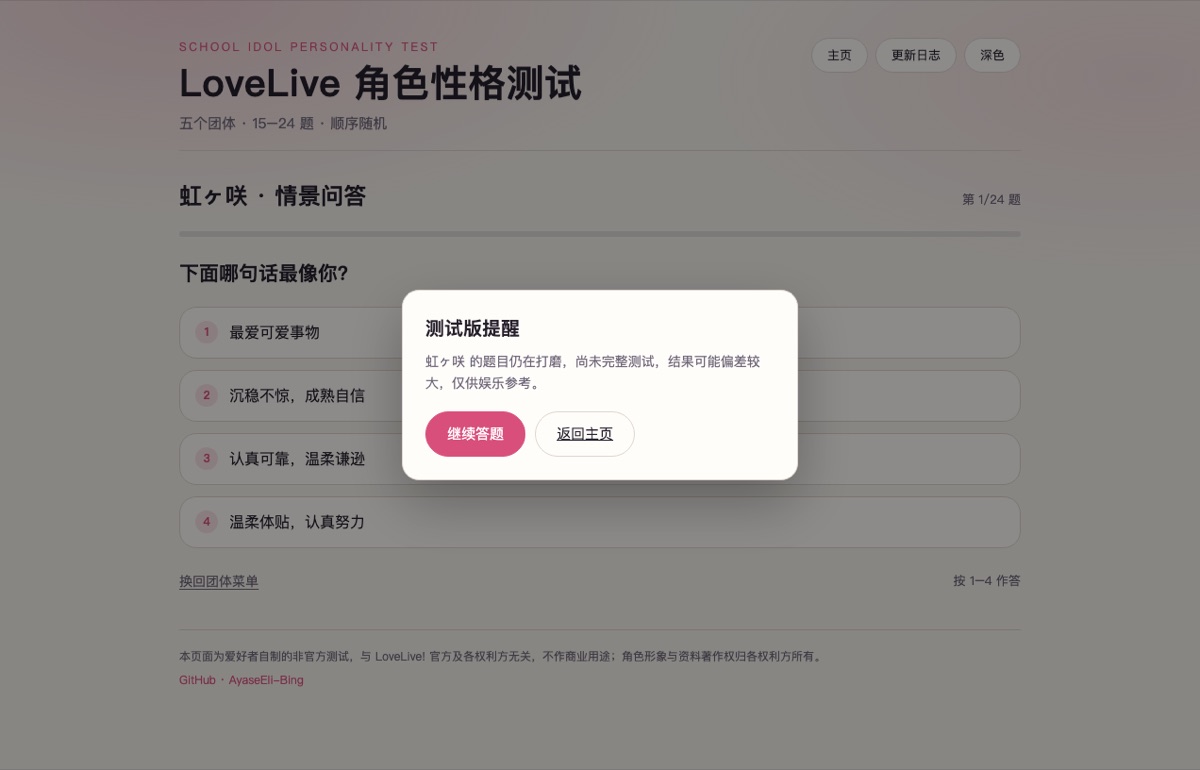 SCHOOL IDOL PERSONALITY TEST
LoveLive 角色性格测试
五个团体 · 15—24 题 · 顺序随机
主页
更新日志
深色
虹ヶ咲 · 情景问答
第 1/24 题
下面哪句话最像你?
1 最爱可爱事物
2 沉稳不惊，成熟自信
3 认真可靠，温柔谦逊
4 温柔体贴，认真努力
测试版提醒
虹ヶ咲 的题目仍在打磨，尚未完整测试，结果可能偏差较
大，仅供娱乐参考。
继续答题
返回主页
换回团体菜单
按 1—4 作答
本页面为爱好者自制的非官方测试，与 LoveLive! 官方及各权利方无关，不作商业用途；角色形象与资料著作权归各权利方所有。
GitHub · AyaseEli-Bing